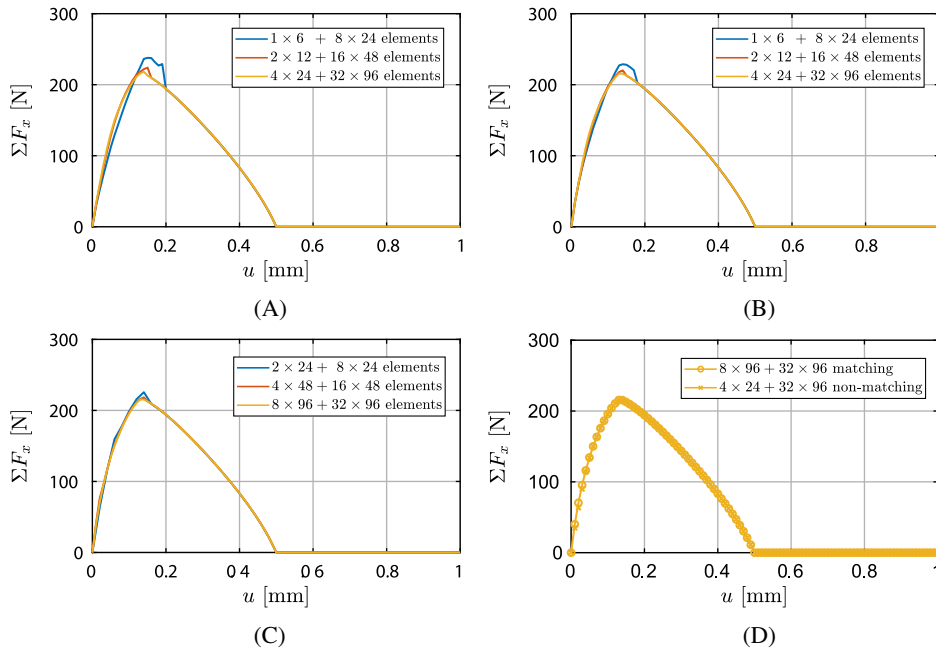 300
200
100
0
ΣF_x [N]
1 × 6 + 8 × 24 elements
2 × 12 + 16 × 48 elements
4 × 24 + 32 × 96 elements
0 0.2 0.4 0.6 0.8 1
u [mm]
(A)
300
200
100
0
ΣF_x [N]
1 × 6 + 8 × 24 elements
2 × 12 + 16 × 48 elements
4 × 24 + 32 × 96 elements
0 0.2 0.4 0.6 0.8 1
u [mm]
(B)
300
200
100
0
ΣF_x [N]
2 × 24 + 8 × 24 elements
4 × 48 + 16 × 48 elements
8 × 96 + 32 × 96 elements
0 0.2 0.4 0.6 0.8 1
u [mm]
(C)
300
200
100
0
ΣF_x [N]
8 × 96 + 32 × 96 matching
4 × 24 + 32 × 96 non-matching
0 0.2 0.4 0.6 0.8 1
u [mm]
(D)